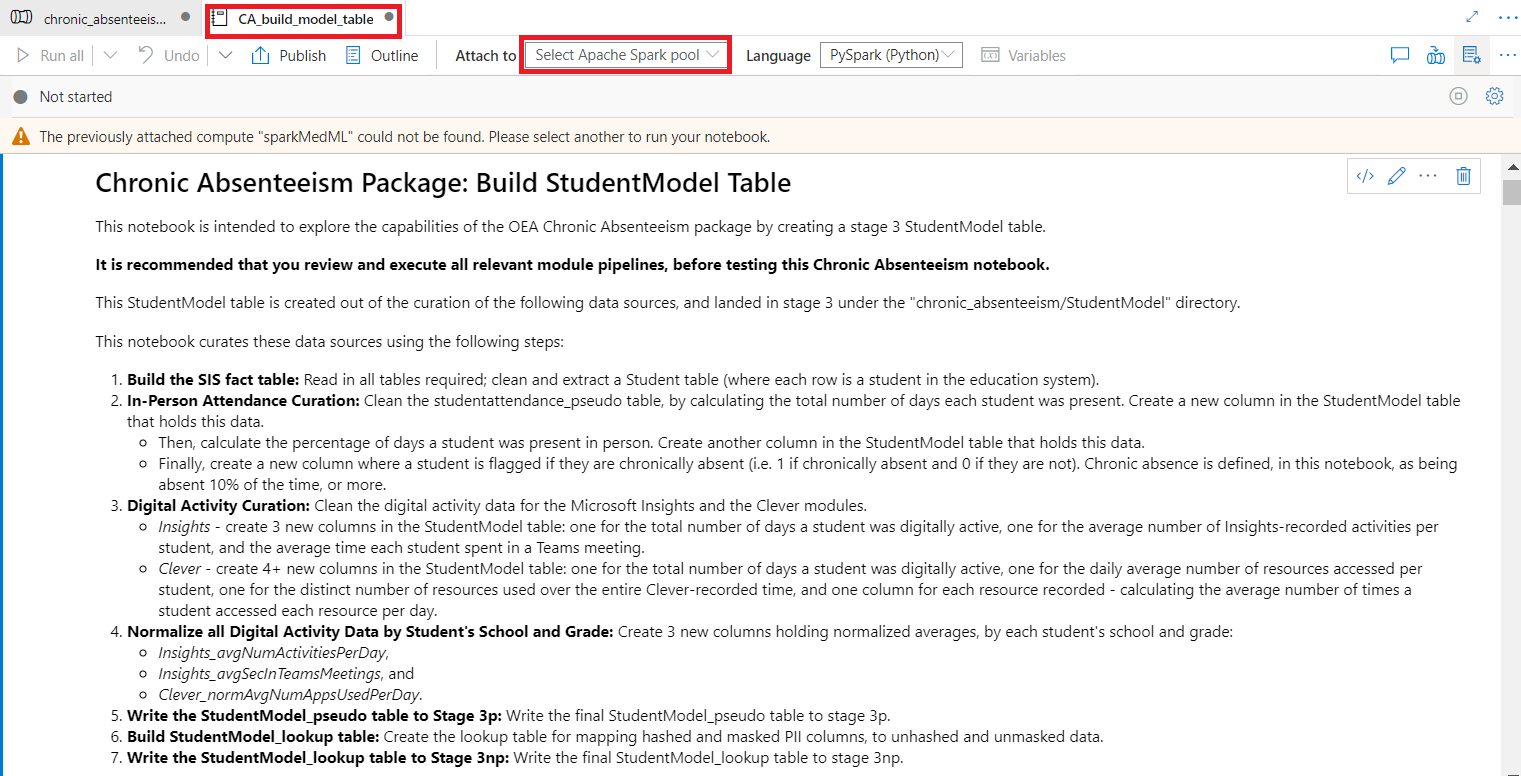 chronic_absenteeis...
CA_build_model_table
Run all
Undo
Publish
Outline
Attach to
Select Apache Spark pool
Language
PySpark (Python)
Variables
Not started
The previously attached compute "sparkMedML" could not be found. Please select another to run your notebook.
Chronic Absenteeism Package: Build StudentModel Table
This notebook is intended to explore the capabilities of the OEA Chronic Absenteeism package by creating a stage 3 StudentModel table.
It is recommended that you review and execute all relevant module pipelines, before testing this Chronic Absenteeism notebook.
This StudentModel table is created out of the curation of the following data sources, and landed in stage 3 under the "chronic_absenteeism/StudentModel" directory.
This notebook curates these data sources using the following steps:
1. Build the SIS fact table: Read in all tables required; clean and extract a Student table (where each row is a student in the education system).
2. In-Person Attendance Curation: Clean the studentattendance_pseudo table, by calculating the total number of days each student was present. Create a new column in the StudentModel table
that holds this data.
Then, calculate the percentage of days a student was present in person. Create another column in the StudentModel table that holds this data.
Finally, create a new column where a student is flagged if they are chronically absent (i.e. 1 if chronically absent and 0 if they are not). Chronic absence is defined, in this notebook, as being
absent 10% of the time, or more.
3. Digital Activity Curation: Clean the digital activity data for the Microsoft Insights and the Clever modules.
Insights - create 3 new columns in the StudentModel table: one for the total number of days a student was digitally active, one for the average number of Insights-recorded activities per
student, and the average time each student spent in a Teams meeting.
Clever - create 4+ new columns in the StudentModel table: one for the total number of days a student was digitally active, one for the daily average number of resources accessed per
student, one for the distinct number of resources used over the entire Clever-recorded time, and one column for each resource recorded - calculating the average number of times a
student accessed each resource per day.
4. Normalize all Digital Activity Data by Student's School and Grade: Create 3 new columns holding normalized averages, by each student's school and grade:
Insights_avgNumActivitiesPerDay,
Insights_avgSecInTeamsMeetings, and
Clever_normAvgNumAppsUsedPerDay.
5. Write the StudentModel_pseudo table to Stage 3p: Write the final StudentModel_pseudo table to stage 3p.
6. Build StudentModel_lookup table: Create the lookup table for mapping hashed and masked PII columns, to unhashed and unmasked data.
7. Write the StudentModel_lookup table to Stage 3np: Write the final StudentModel_lookup table to stage 3np.